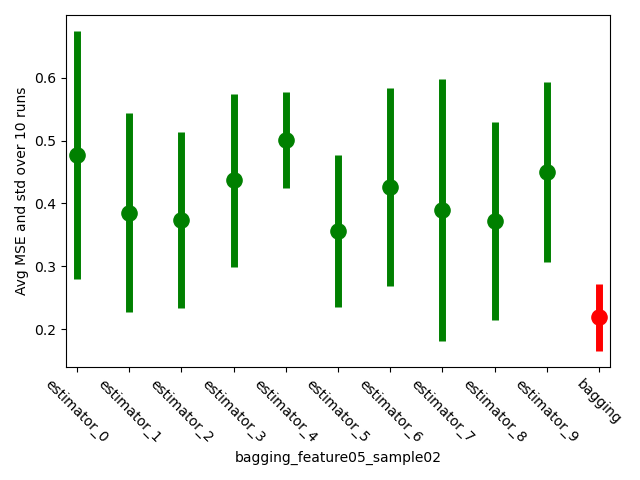 Avg MSE and std over 10 runs
0.6
0.5
0.4
0.3
0.2
estimator_0
estimator_1
estimator_2
estimator_3
estimator_4
estimator_5
estimator_6
estimator_7
estimator_8
estimator_9
bagging
bagging_feature05_sample02